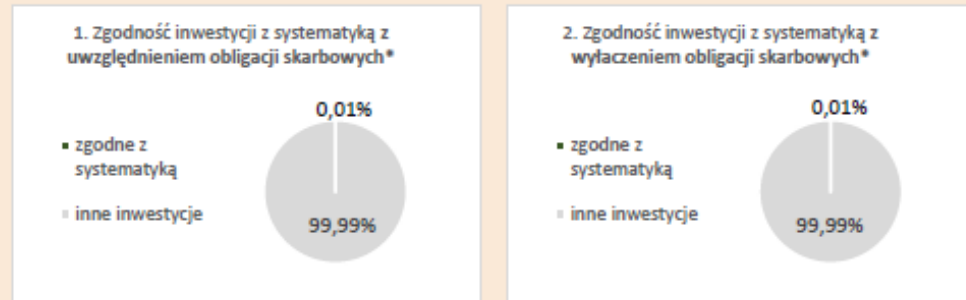 1. Zgodność inwestycji z systematyką z
uwzględnieniem obligacji skarbowych*
0,01%
zgodne z
systematyką
inne inwestycje
99,99%
2. Zgodność inwestycji z systematyką z
wyłaczeniem obligacji skarbowych*
0,01%
zgodne z
systematyką
inne inwestycje
99,99%